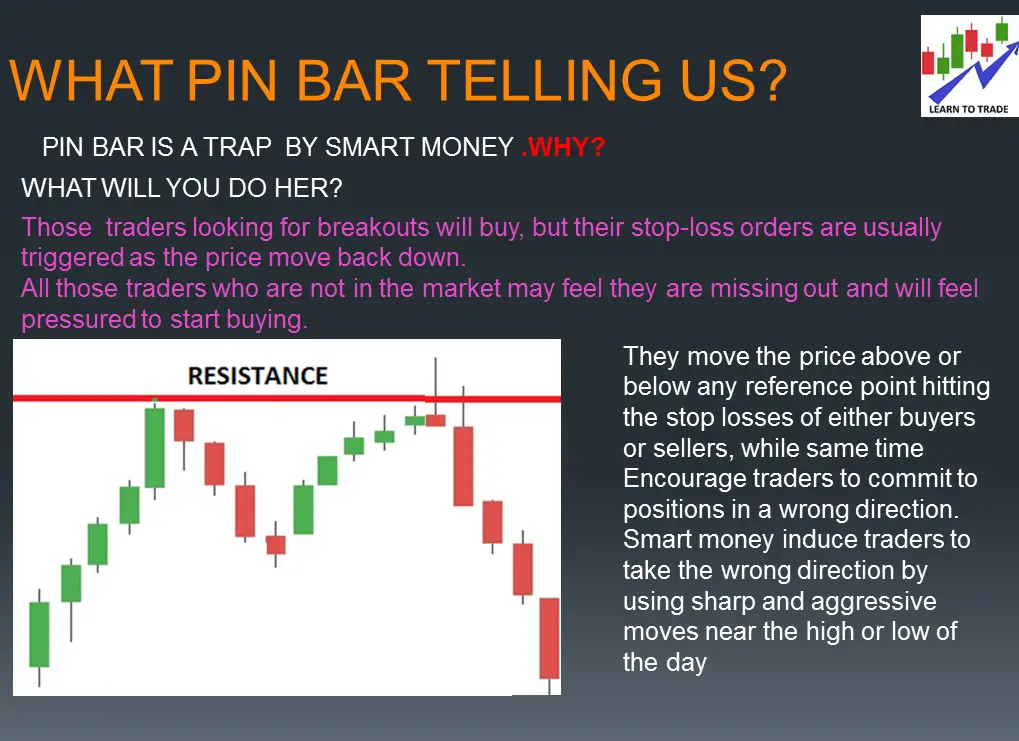 WHAT PIN BAR TELLING US?
LEARN TO TRADE
PIN BAR IS A TRAP  BY SMART MONEY .WHY?
WHAT WILL YOU DO HER?
Those  traders looking for breakouts will buy, but their stop-loss orders are usually
triggered as the price move back down.
All those traders who are not in the market may feel they are missing out and will feel
pressured to start buying.
RESISTANCE
They move the price above or
below any reference point hitting
the stop losses of either buyers
or sellers, while same time
Encourage traders to commit to
positions in a wrong direction.
Smart money induce traders to
take the wrong direction by
using sharp and aggressive
moves near the high or low of
the day